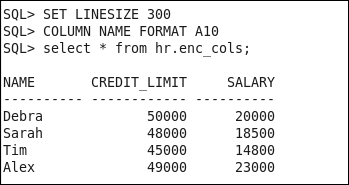 SQL> SET LINESIZE 300
SQL> COLUMN NAME FORMAT A10
SQL> select * from hr.enc_cols;
NAME       CREDIT_LIMIT     SALARY
---------- ------------ ----------
Debra             50000      20000
Sarah             48000      18500
Tim               45000      14800
Alex              49000      23000